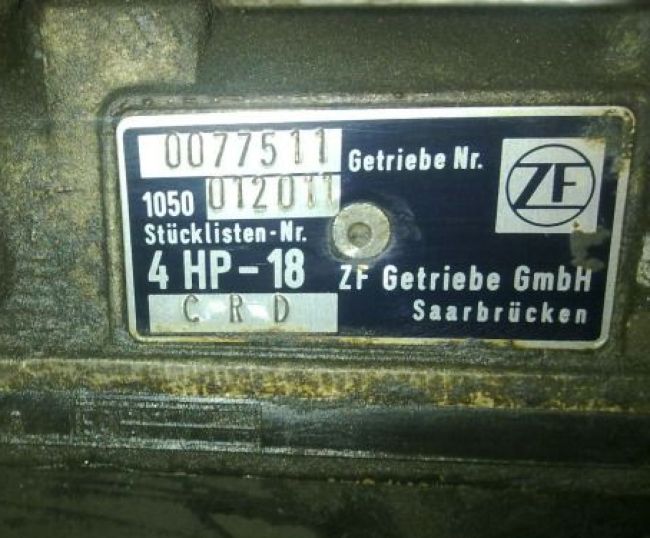 0077511 Getriebe Nr.
ZF
1050 012011
Stücklisten-Nr.
4 HP-18 ZF Getriebe GmbH
C R D Saarbrücken